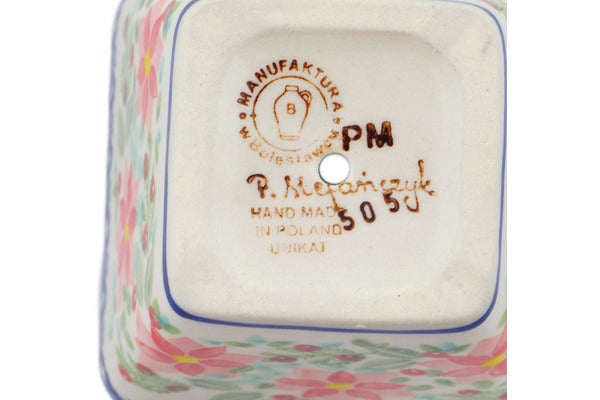 MANUFAKTURA
W Bolesławcu
B
PM
P. Stefańczyk
HAND MADE
505
IN POLAND
UNIKAT